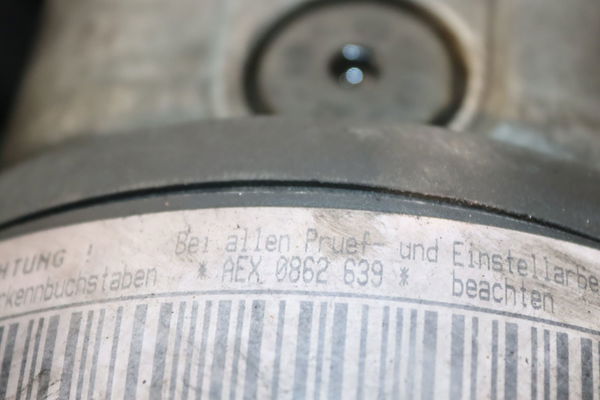 HTUNG : Bei allen Pruef- und Einstellarbe
rkennbuchstaben * AEX 0862 639 * beachten